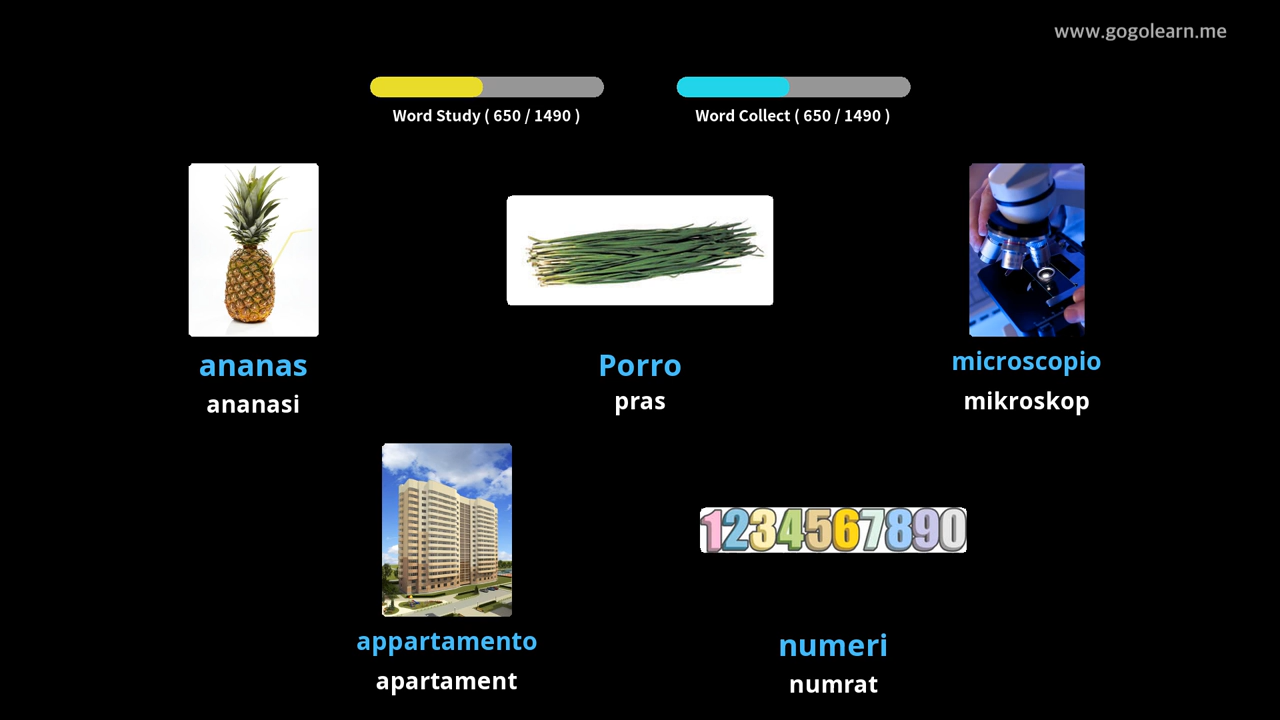 www.gogolearn.me
Word Study ( 650 / 1490 )
Word Collect ( 650 / 1490 )
ananas
ananasi
Porro
pras
microscopio
mikroskop
1234567890
appartamento
apartament
numeri
numrat